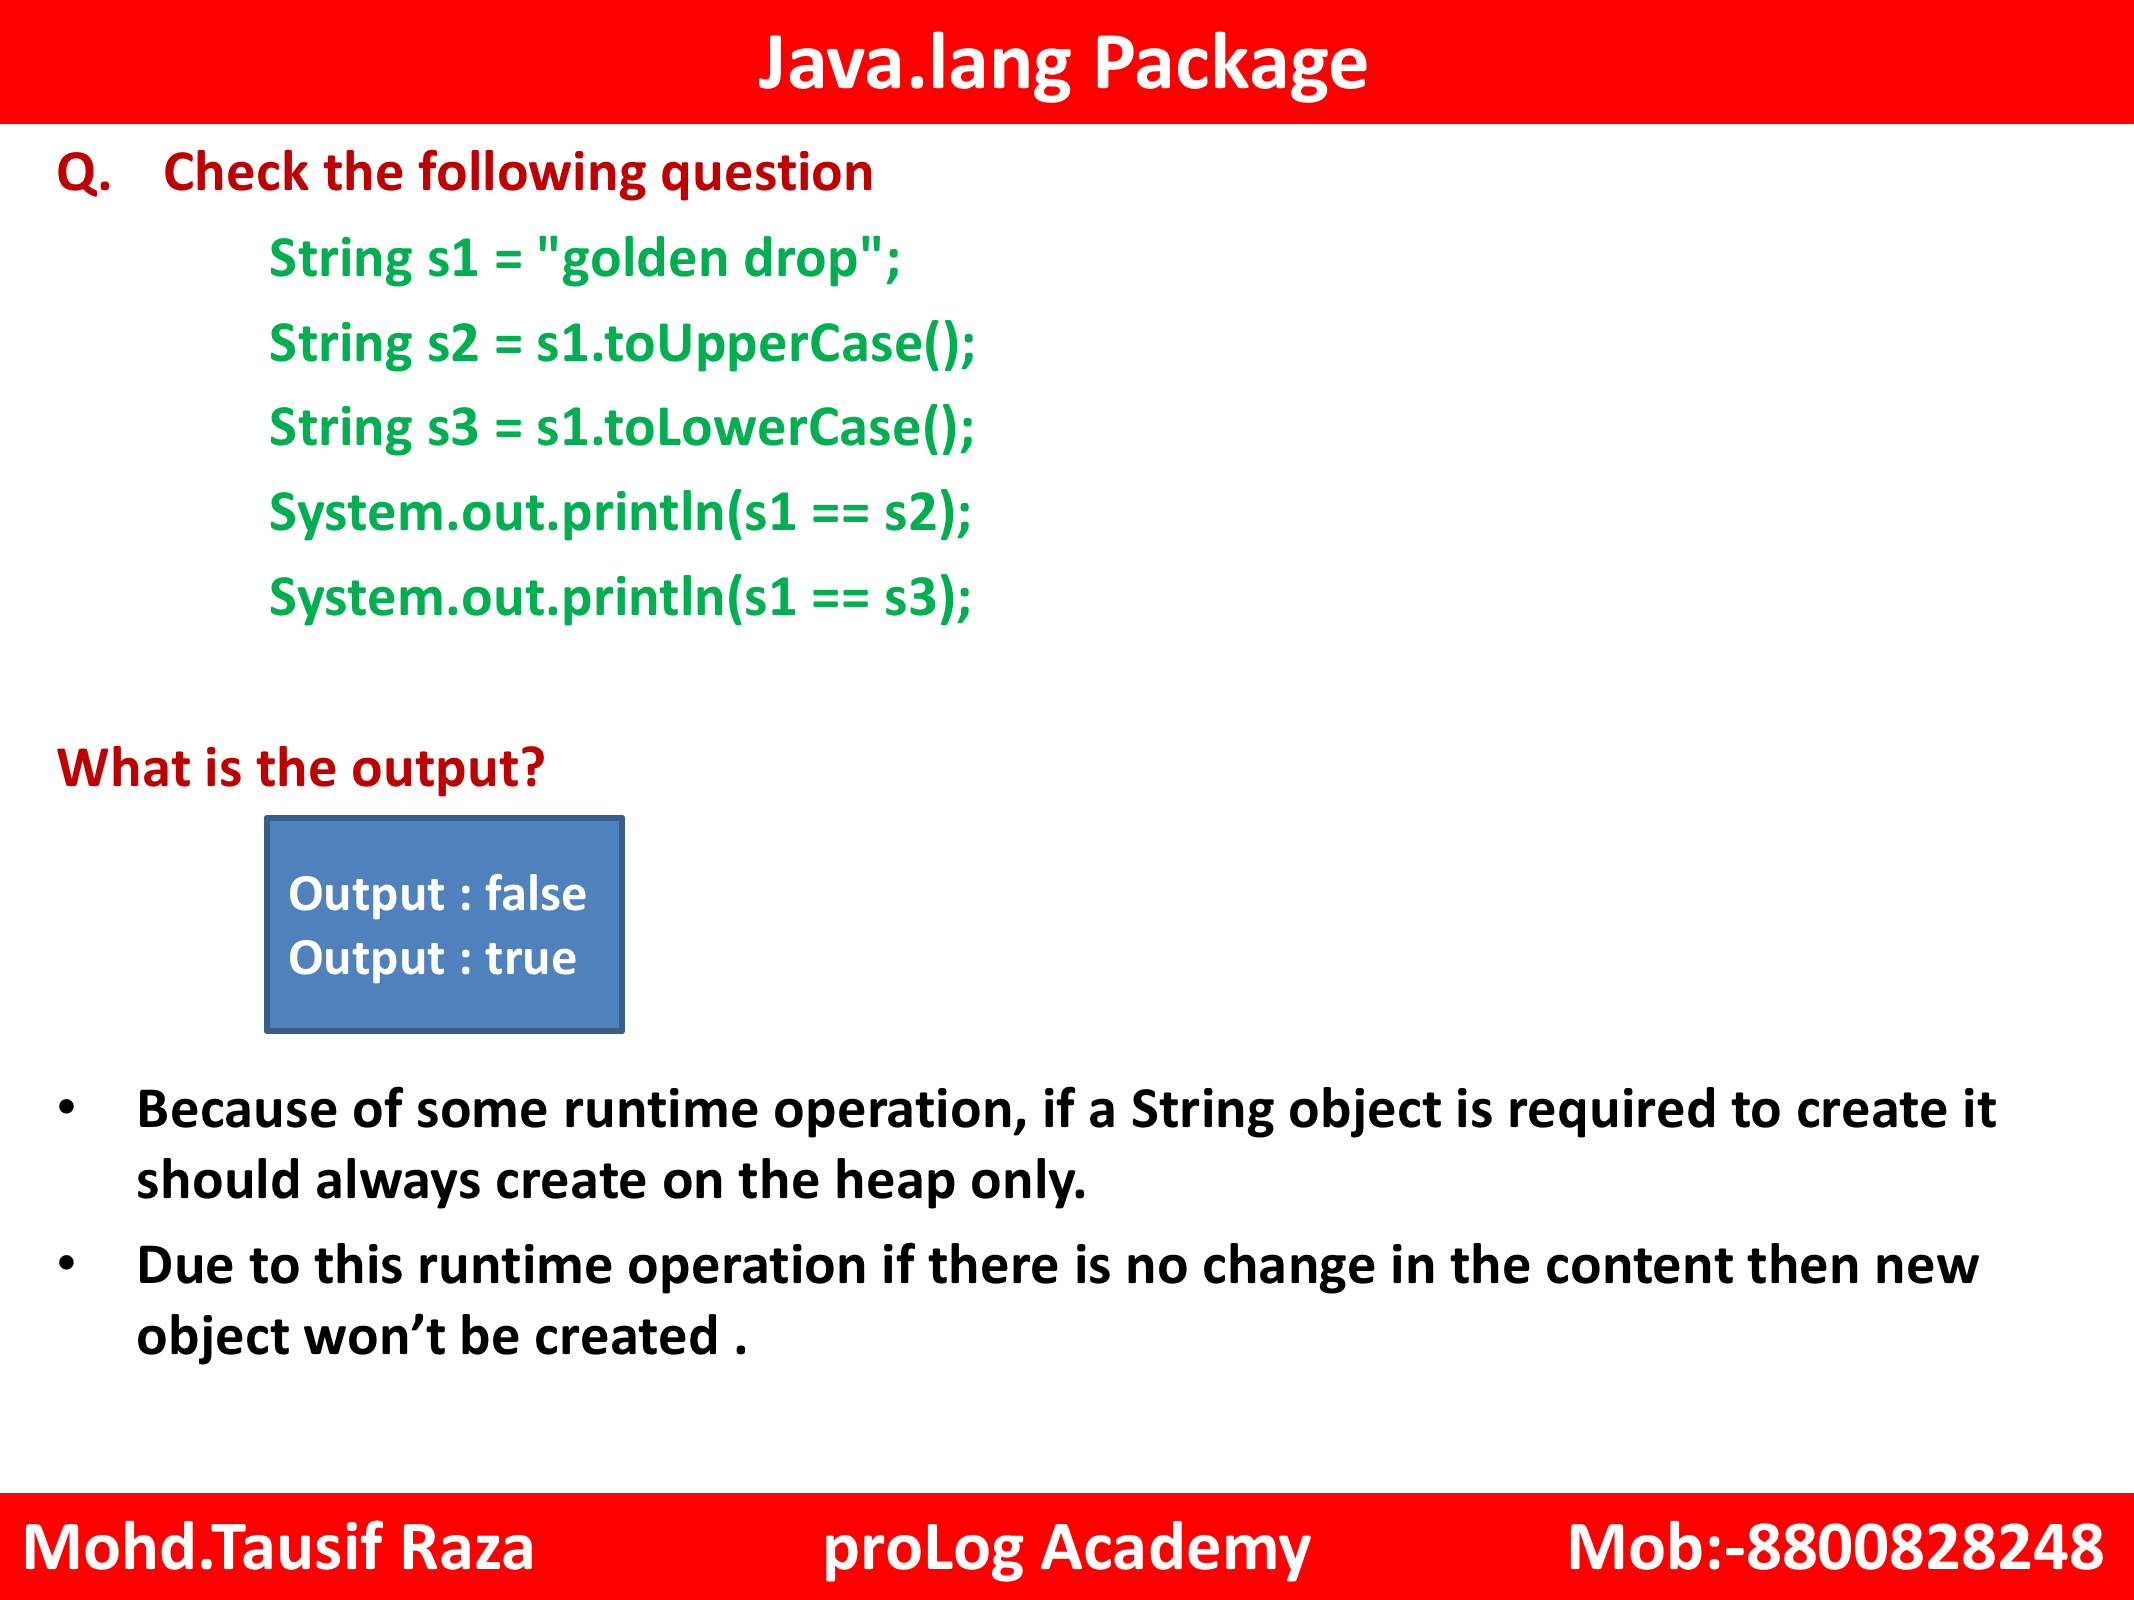 Java.lang Package
Q. Check the following question
String s1 = "golden drop";
String s2 = s1.toUpperCase();
String s3 = s1.toLowerCase();
System.out.println(s1 == s2);
System.out.println(s1 == s3);
What is the output?
Output : false
Output : true
• Because of some runtime operation, if a String object is required to create it
should always create on the heap only.
• Due to this runtime operation if there is no change in the content then new
object won’t be created .
Mohd.Tausif Raza proLog Academy Mob:-8800828248